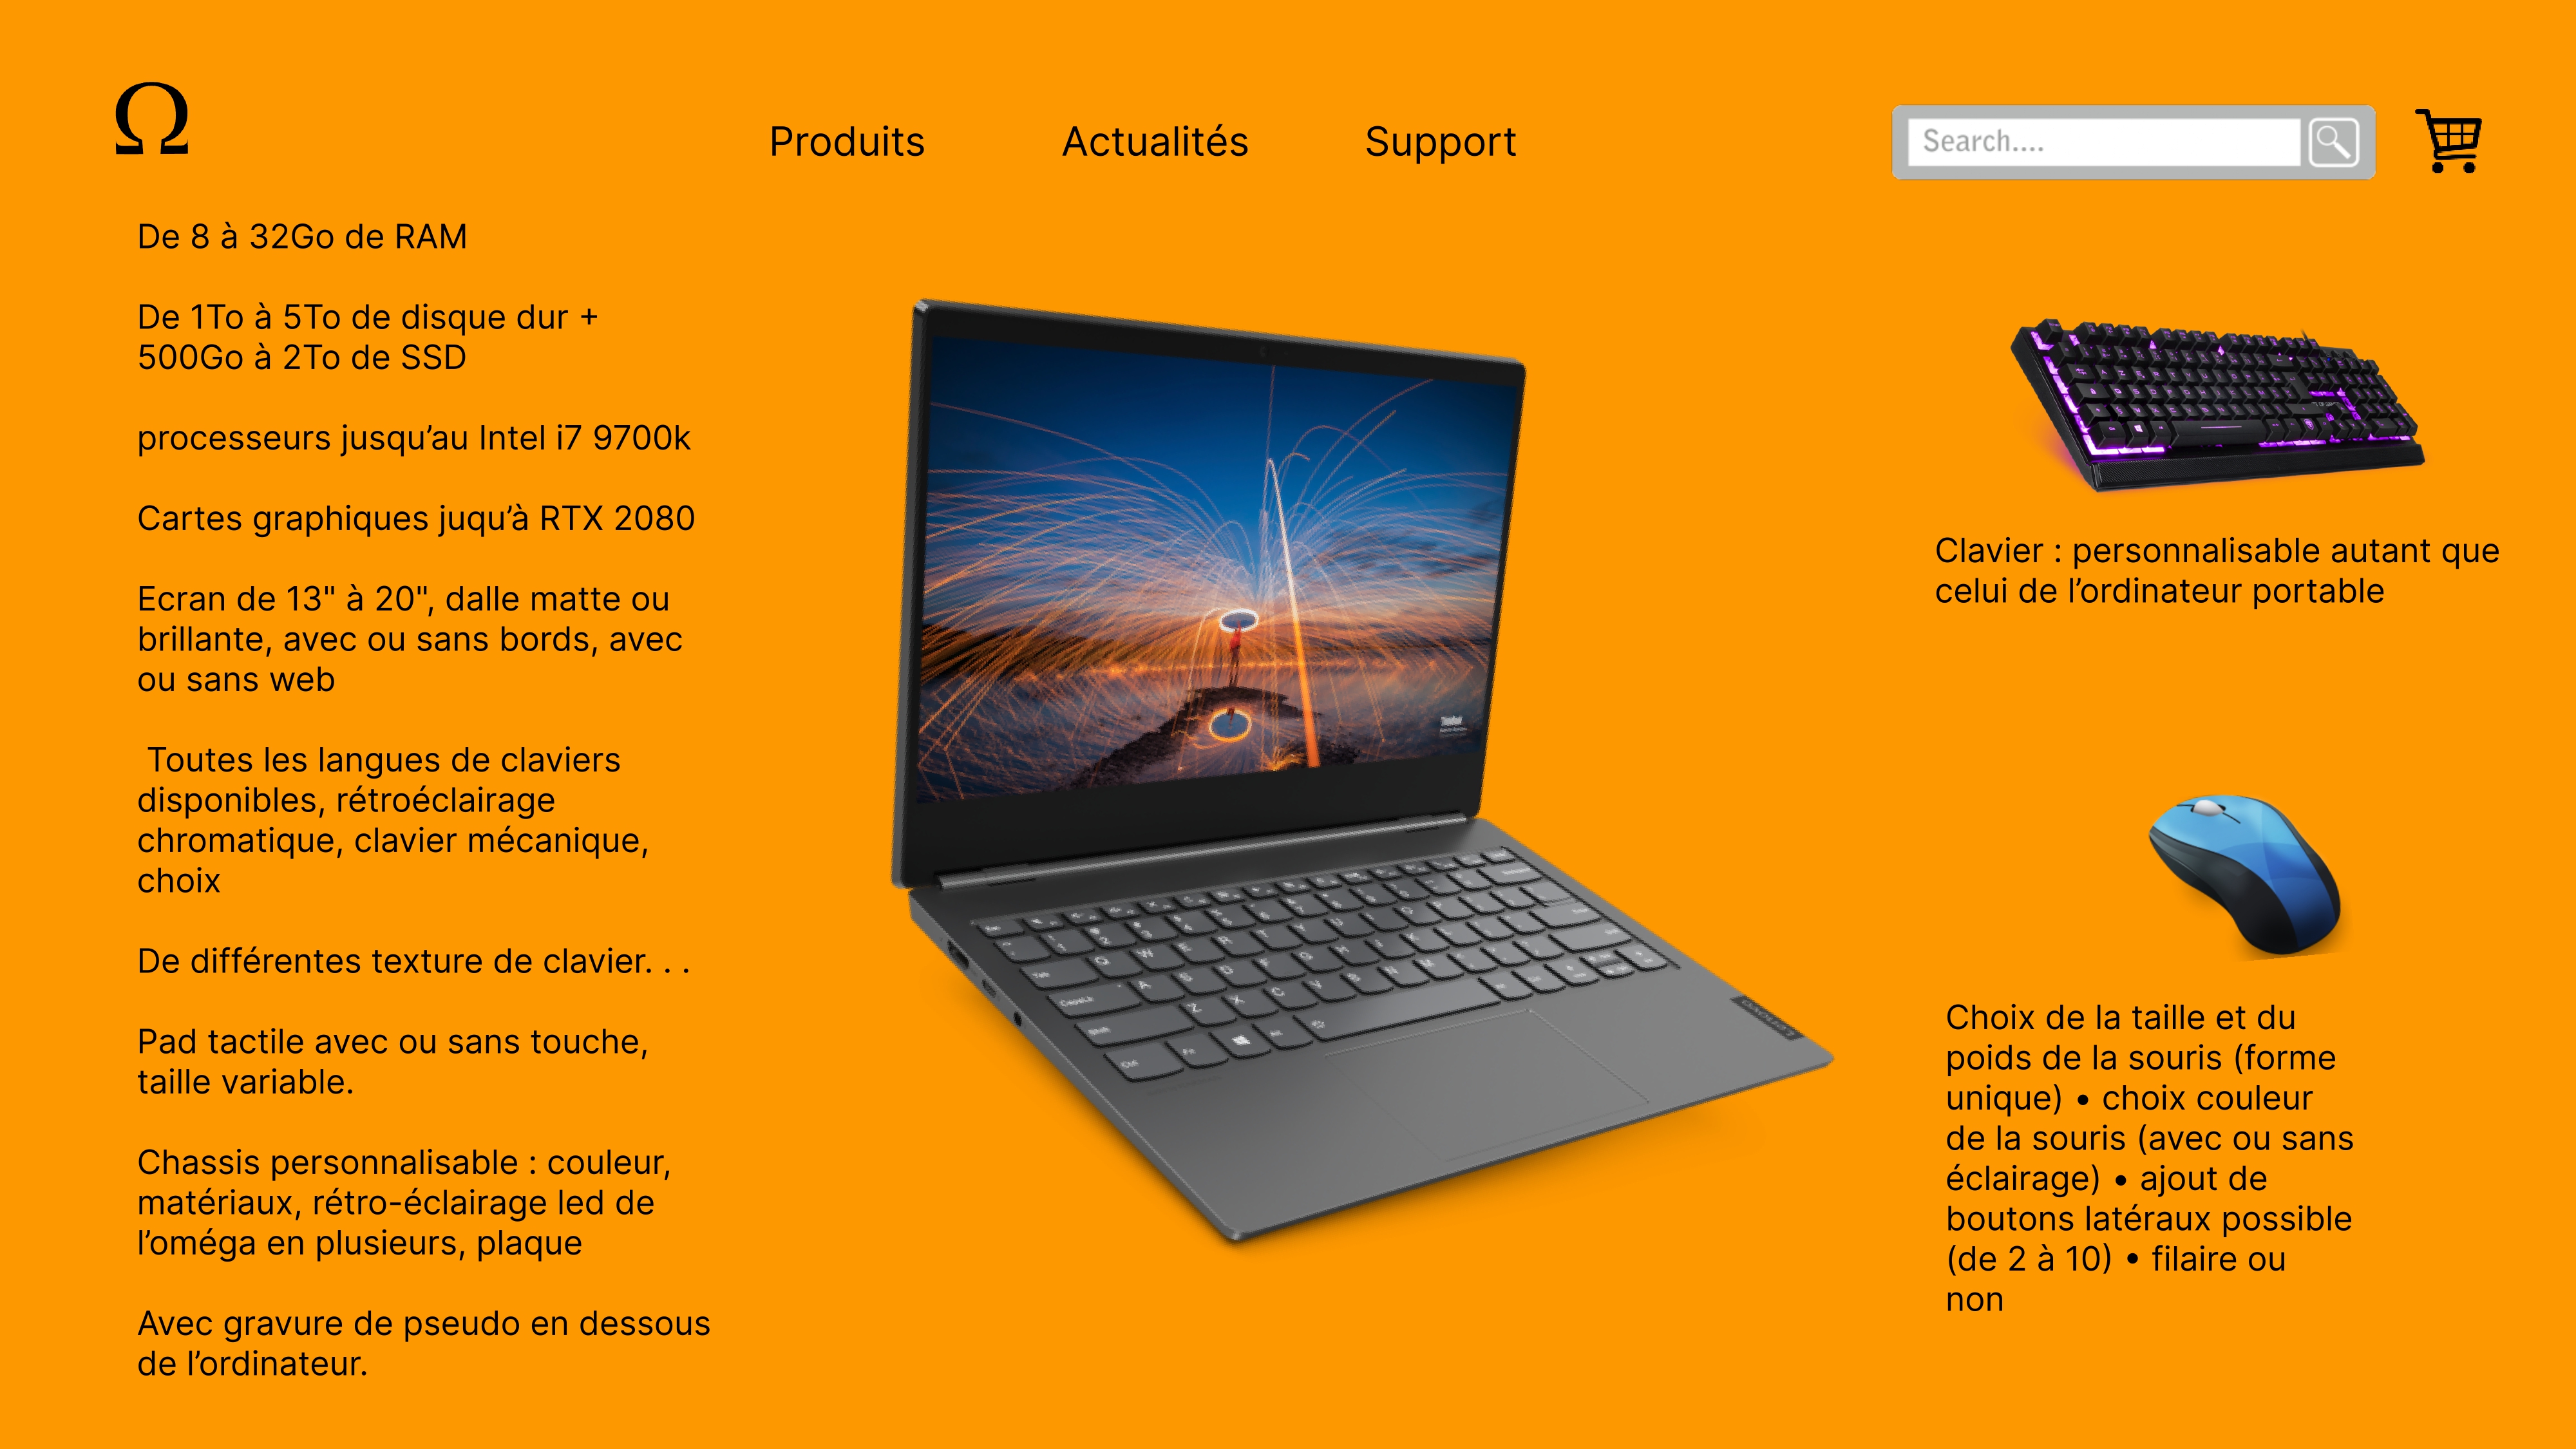 Ω
Produits
Actualités
Support
Search....
De 8 à 32Go de RAM
De 1To à 5To de disque dur +
500Go à 2To de SSD
processeurs jusqu’au Intel i7 9700k
Cartes graphiques juqu’à RTX 2080
Ecran de 13" à 20", dalle matte ou
brillante, avec ou sans bords, avec
ou sans web
Toutes les langues de claviers
disponibles, rétroéclairage
chromatique, clavier mécanique,
choix
De différentes texture de clavier. . .
Pad tactile avec ou sans touche,
taille variable.
Chassis personnalisable : couleur,
matériaux, rétro-éclairage led de
l’oméga en plusieurs, plaque
Avec gravure de pseudo en dessous
de l’ordinateur.
Lenovo
Clavier : personnalisable autant que
celui de l’ordinateur portable
Choix de la taille et du
poids de la souris (forme
unique) • choix couleur
de la souris (avec ou sans
éclairage) • ajout de
boutons latéraux possible
(de 2 à 10) • filaire ou
non